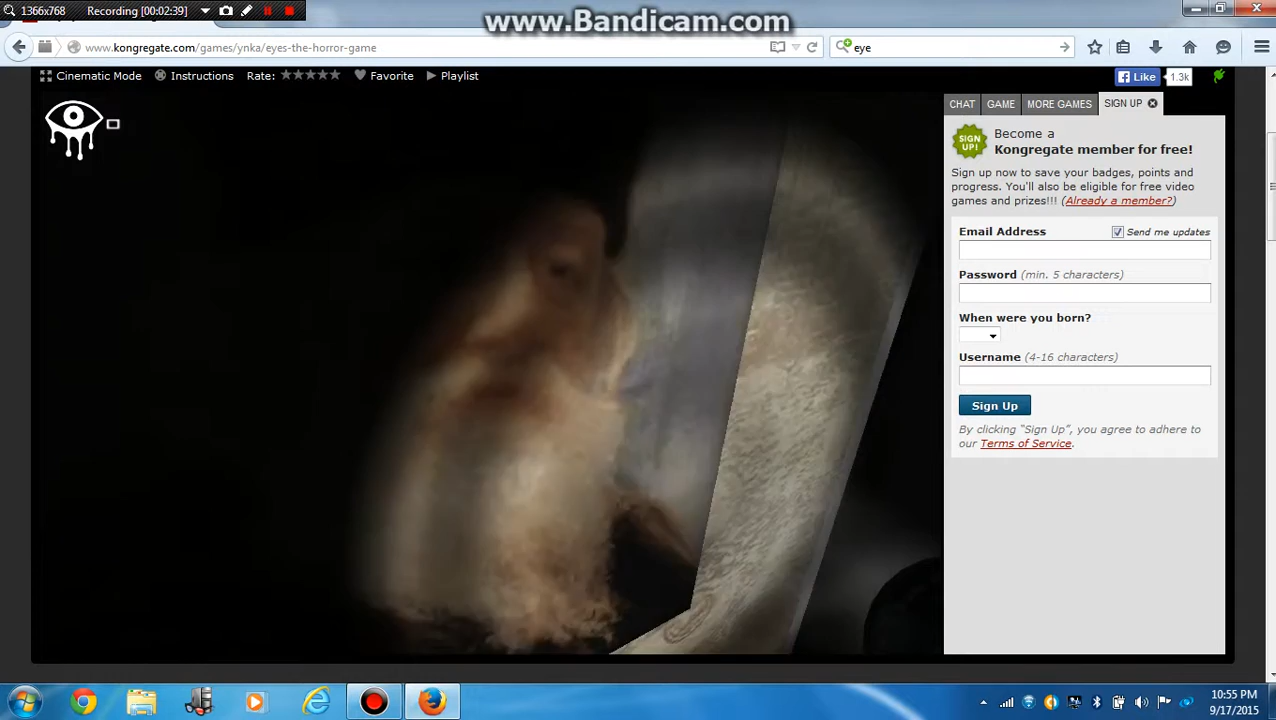 1366x768 Recording [00:02:39]
www.Bandicam.com
www.kongregate.com/games/ynka/eyes-the-horror-game
eye
Cinematic Mode Instructions Rate: Favorite Playlist
Like 1.3k
CHAT GAME MORE GAMES SIGN UP
SIGN UP!
Become a
Kongregate member for free!
Sign up now to save your badges, points and
progress. You'll also be eligible for free video
games and prizes!!! (Already a member?)
Email Address Send me updates
Password (min. 5 characters)
When were you born?
Username (4-16 characters)
Sign Up
By clicking "Sign Up", you agree to adhere to
our Terms of Service.
10:55 PM
9/17/2015